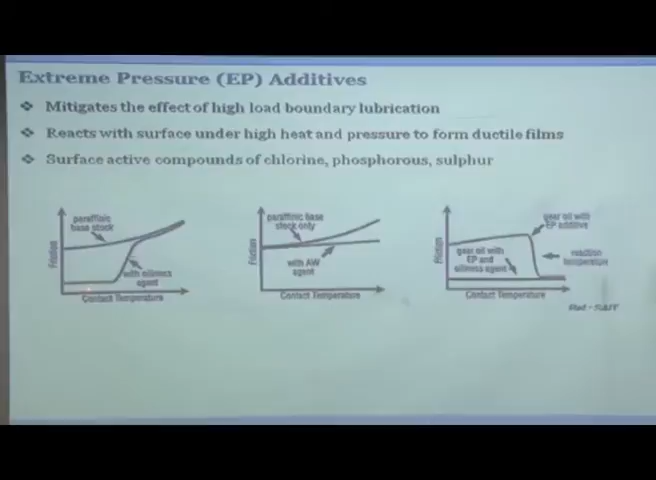 Extreme Pressure (EP) Additives
❖ Mitigates the effect of high load boundary lubrication
❖ Reacts with surface under high heat and pressure to form ductile films
❖ Surface active compounds of chlorine, phosphorous, sulphur
paraffinic
base stock
Friction
with oiliness
agent
Contact Temperature
paraffinic base
stock only
Friction
with AW
agent
Contact Temperature
gear oil with
EP additive
Friction
gear oil with
EP and
oiliness agent
reaction
temperature
Contact Temperature